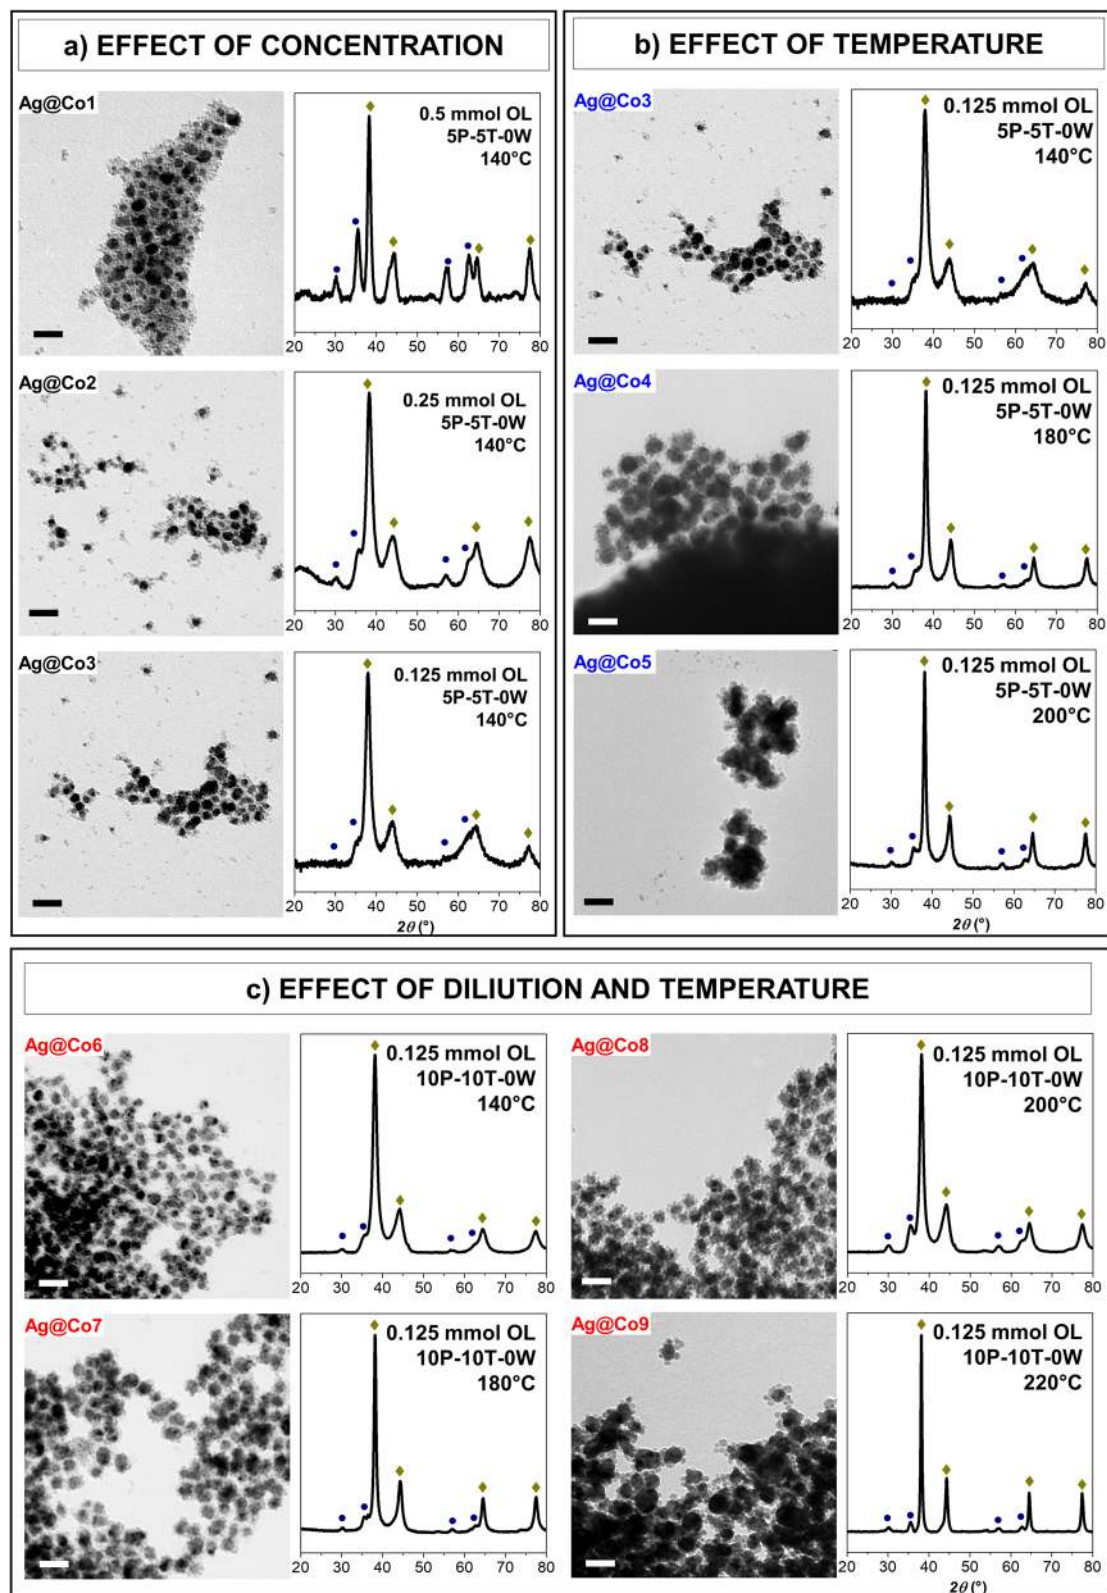 a) EFFECT OF CONCENTRATION
Ag@Co1
0.5 mmol OL
5P-5T-0W
140°C
20 30 40 50 60 70 80
Ag@Co2
0.25 mmol OL
5P-5T-0W
140°C
20 30 40 50 60 70 80
Ag@Co3
0.125 mmol OL
5P-5T-0W
140°C
20 30 40 50 60 70 80
2θ (°)
b) EFFECT OF TEMPERATURE
Ag@Co3
0.125 mmol OL
5P-5T-0W
140°C
20 30 40 50 60 70 80
Ag@Co4
0.125 mmol OL
5P-5T-0W
180°C
20 30 40 50 60 70 80
Ag@Co5
0.125 mmol OL
5P-5T-0W
200°C
20 30 40 50 60 70 80
2θ (°)
c) EFFECT OF DILIUTION AND TEMPERATURE
Ag@Co6
0.125 mmol OL
10P-10T-0W
140°C
20 30 40 50 60 70 80
Ag@Co8
0.125 mmol OL
10P-10T-0W
200°C
20 30 40 50 60 70 80
Ag@Co7
0.125 mmol OL
10P-10T-0W
180°C
20 30 40 50 60 70 80
Ag@Co9
0.125 mmol OL
10P-10T-0W
220°C
20 30 40 50 60 70 80
2θ (°)